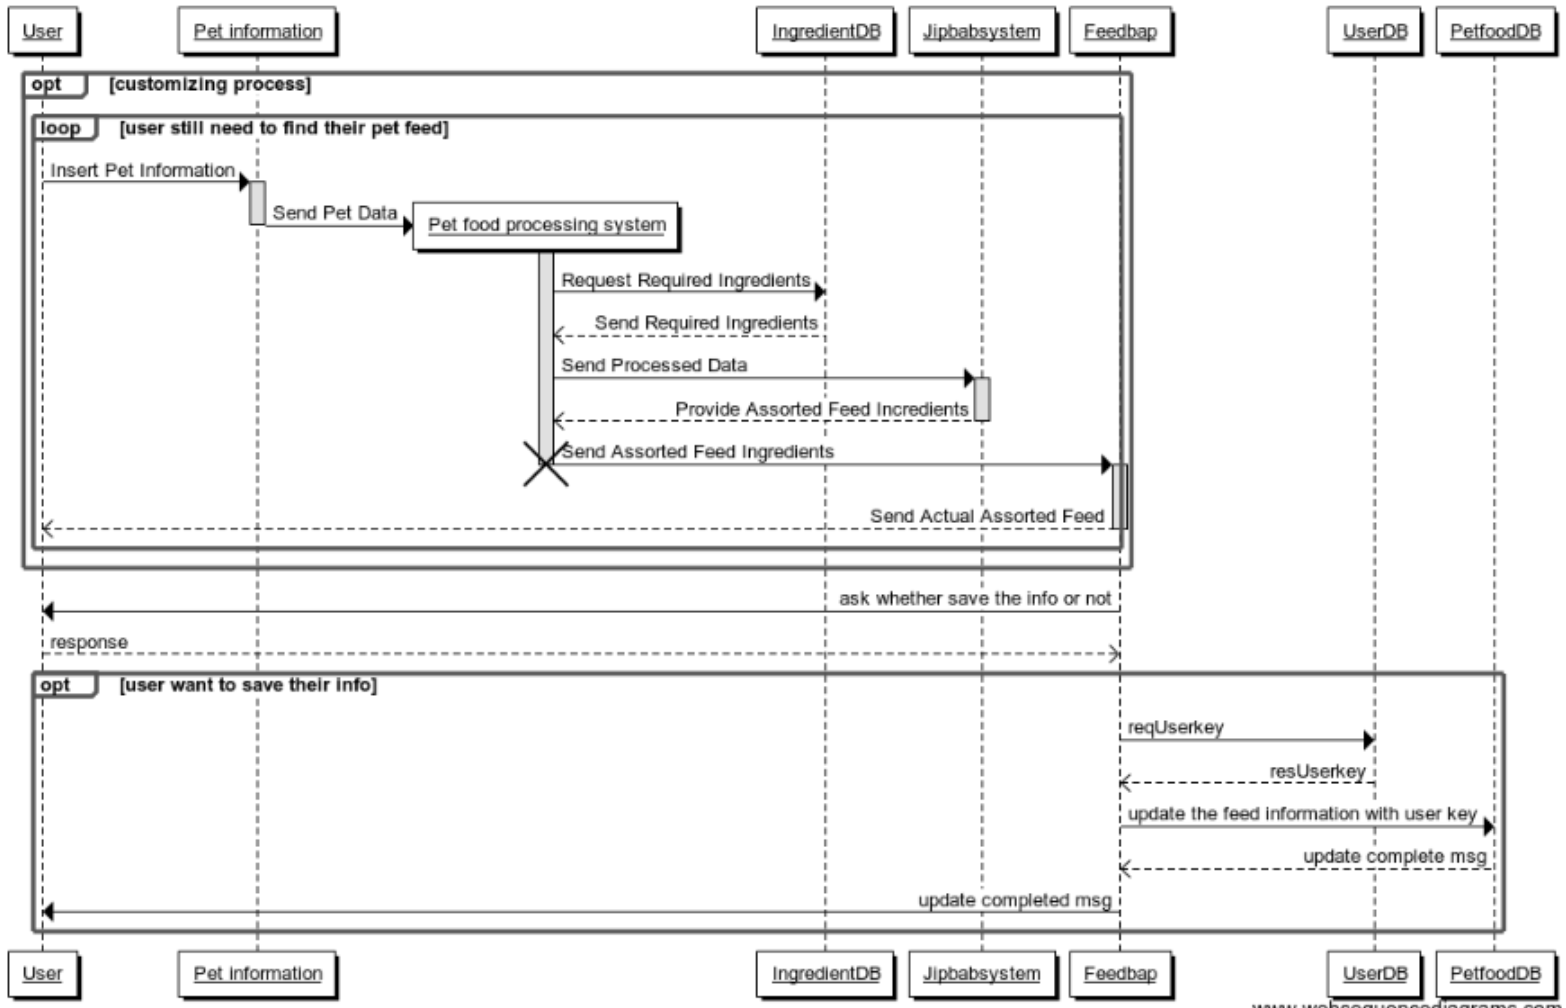 User
Pet information
IngredientDB
Jipbabsystem
Feedbap
UserDB
PetfoodDB
opt [customizing process]
loop [user still need to find their pet feed]
Insert Pet Information
Send Pet Data
Pet food processing system
Request Required Ingredients
Send Required Ingredients
Send Processed Data
Provide Assorted Feed Incredients
Send Assorted Feed Ingredients
Send Actual Assorted Feed
ask whether save the info or not
response
opt [user want to save their info]
reqUserkey
resUserkey
update the feed information with user key
update complete msg
update completed msg
User
Pet information
IngredientDB
Jipbabsystem
Feedbap
UserDB
PetfoodDB
www.websequencediagrams.com